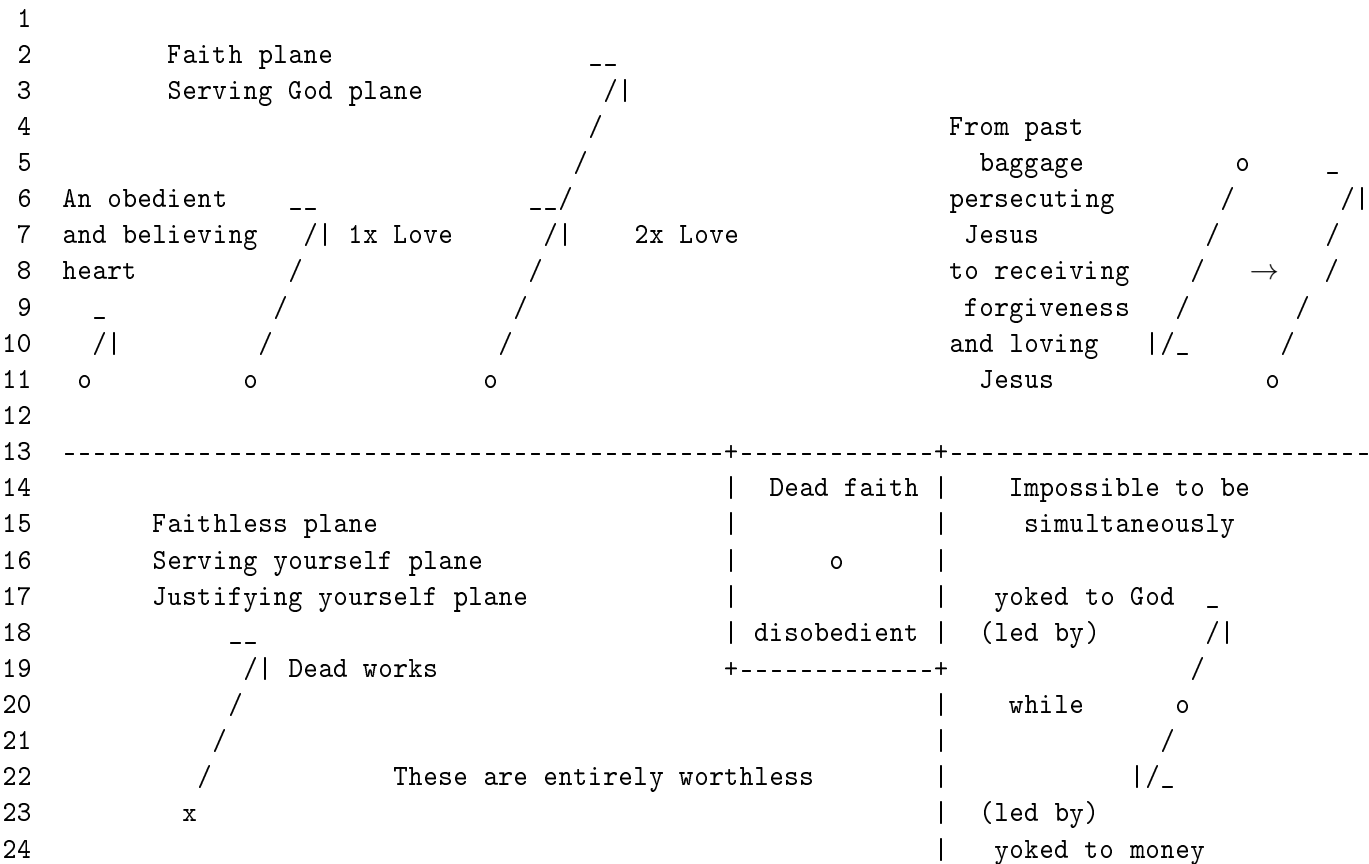 1
2         Faith plane                 __
3         Serving God plane            /|
4                                     /                       From past
5                                    /                          baggage          o     _
6  An obedient    __              __/                         persecuting       /       /|
7  and believing   /| 1x Love      /|    2x Love               Jesus           /       /
8  heart          /               /                           to receiving    /   →   /
9    _           /               /                             forgiveness   /       /
10    /|         /               /                             and loving   |/_      /
11   o          o               o                                Jesus              o
12
13  --------------------------------------------+-------------+----------------------------
14                                              |  Dead faith |    Impossible to be
15        Faithless plane                       |             |     simultaneously
16        Serving yourself plane                |      o      |
17        Justifying yourself plane             |             |   yoked to God  _
18             __                               | disobedient |  (led by)       /|
19              /| Dead works                   +-------------+                /
20             /                                              |    while      o
21            /                                               |              /
22           /            These are entirely worthless        |            |/_
23          x                                                 |  (led by)
24                                                            |   yoked to money